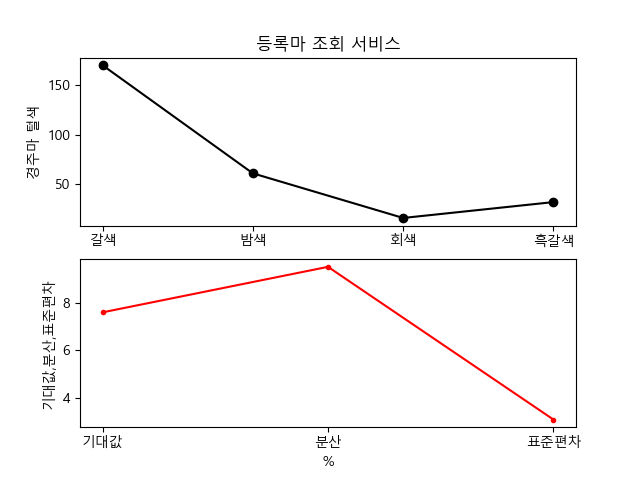 등록마 조회 서비스
150
100
50
경주마 털색
갈색 밤색 회색 흑갈색
8
6
4
기대값,분산,표준편차
기대값 분산 표준편차
%